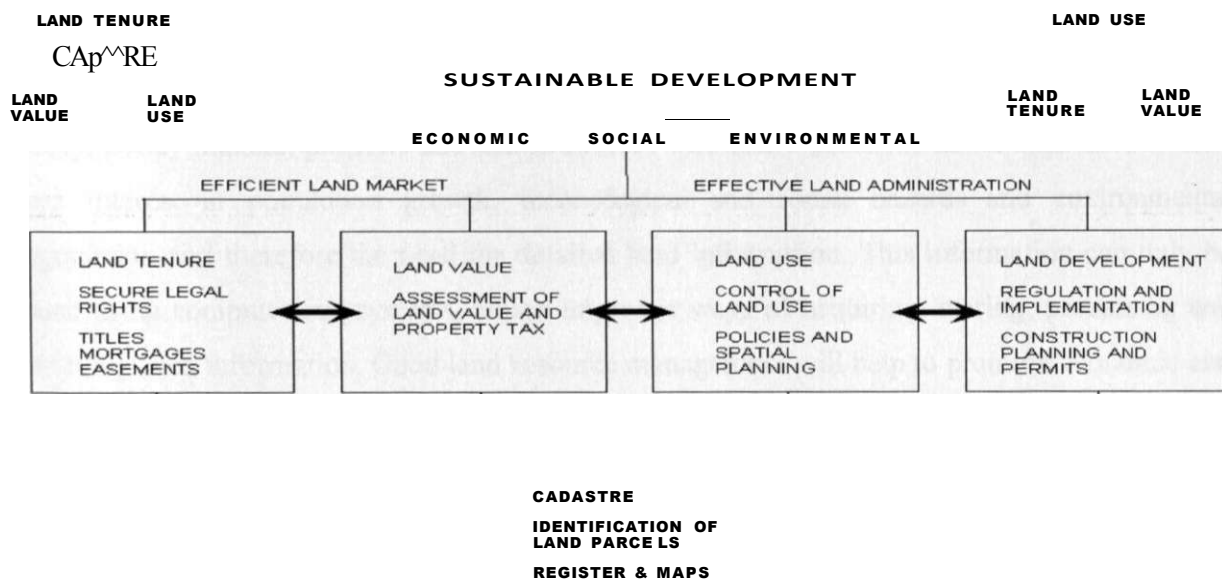 LAND TENURE
LAND USE
CAp^^RE
SUSTAINABLE DEVELOPMENT
LAND
VALUE
LAND
USE
LAND
TENURE
LAND
VALUE
ECONOMIC SOCIAL ENVIRONMENTAL
EFFICIENT LAND MARKET
EFFECTIVE LAND ADMINISTRATION
LAND TENURE
SECURE LEGAL
RIGHTS
TITLES
MORTGAGES
EASEMENTS
LAND VALUE
ASSESSMENT OF
LAND VALUE AND
PROPERTY TAX
LAND USE
CONTROL OF
LAND USE
POLICIES AND
SPATIAL
PLANNING
LAND DEVELOPMENT
REGULATION AND
IMPLEMENTATION
CONSTRUCTION
PLANNING AND
PERMITS
CADASTRE
IDENTIFICATION OF
LAND PARCELS
REGISTER & MAPS